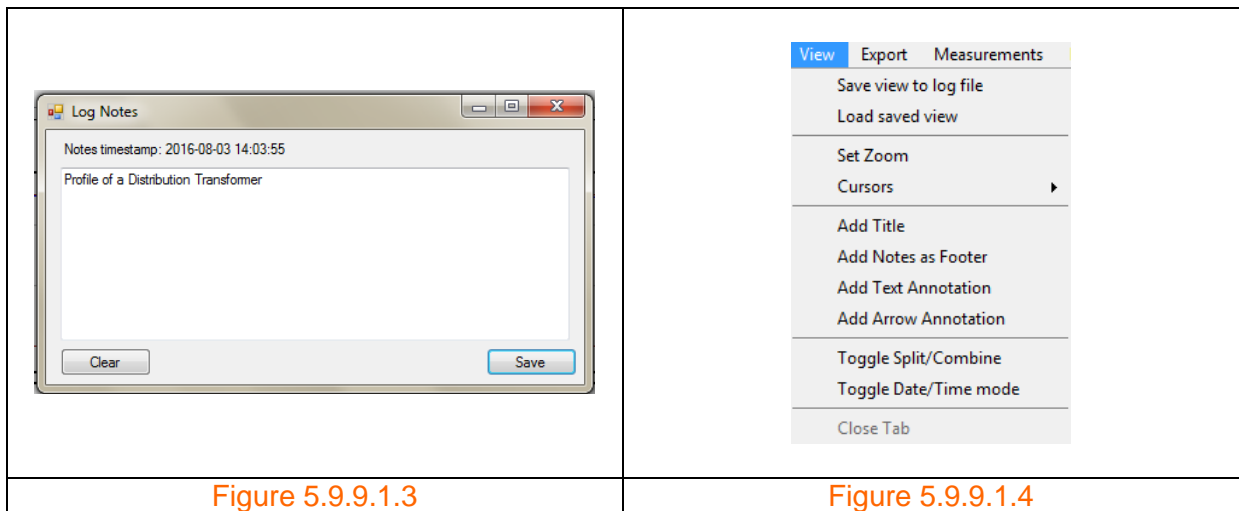 Log Notes
Notes timestamp: 2016-08-03 14:03:55
Profile of a Distribution Transformer
Clear Save
Figure 5.9.9.1.3
View Export Measurements
Save view to log file
Load saved view
Set Zoom
Cursors
Add Title
Add Notes as Footer
Add Text Annotation
Add Arrow Annotation
Toggle Split/Combine
Toggle Date/Time mode
Close Tab
Figure 5.9.9.1.4